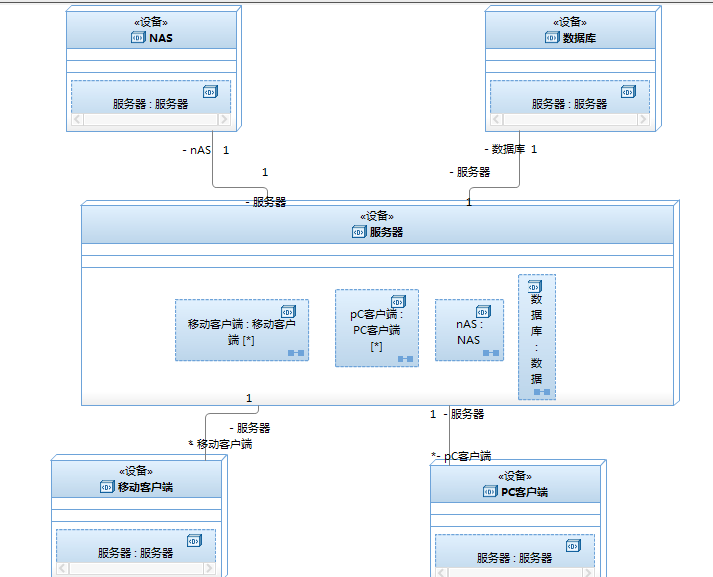 «设备»
NAS
服务器 : 服务器
«设备»
数据库
服务器 : 服务器
- nAS 1
1
- 服务器
- 数据库 1
- 服务器
1
«设备»
服务器
移动客户端 : 移动客户
端 [*]
pC客户端 :
PC客户端
[*]
nAS :
NAS
数
据
库
:
数
据
1
- 服务器
*- 移动客户端
1 - 服务器
*- pC客户端
«设备»
移动客户端
服务器 : 服务器
«设备»
PC客户端
服务器 : 服务器